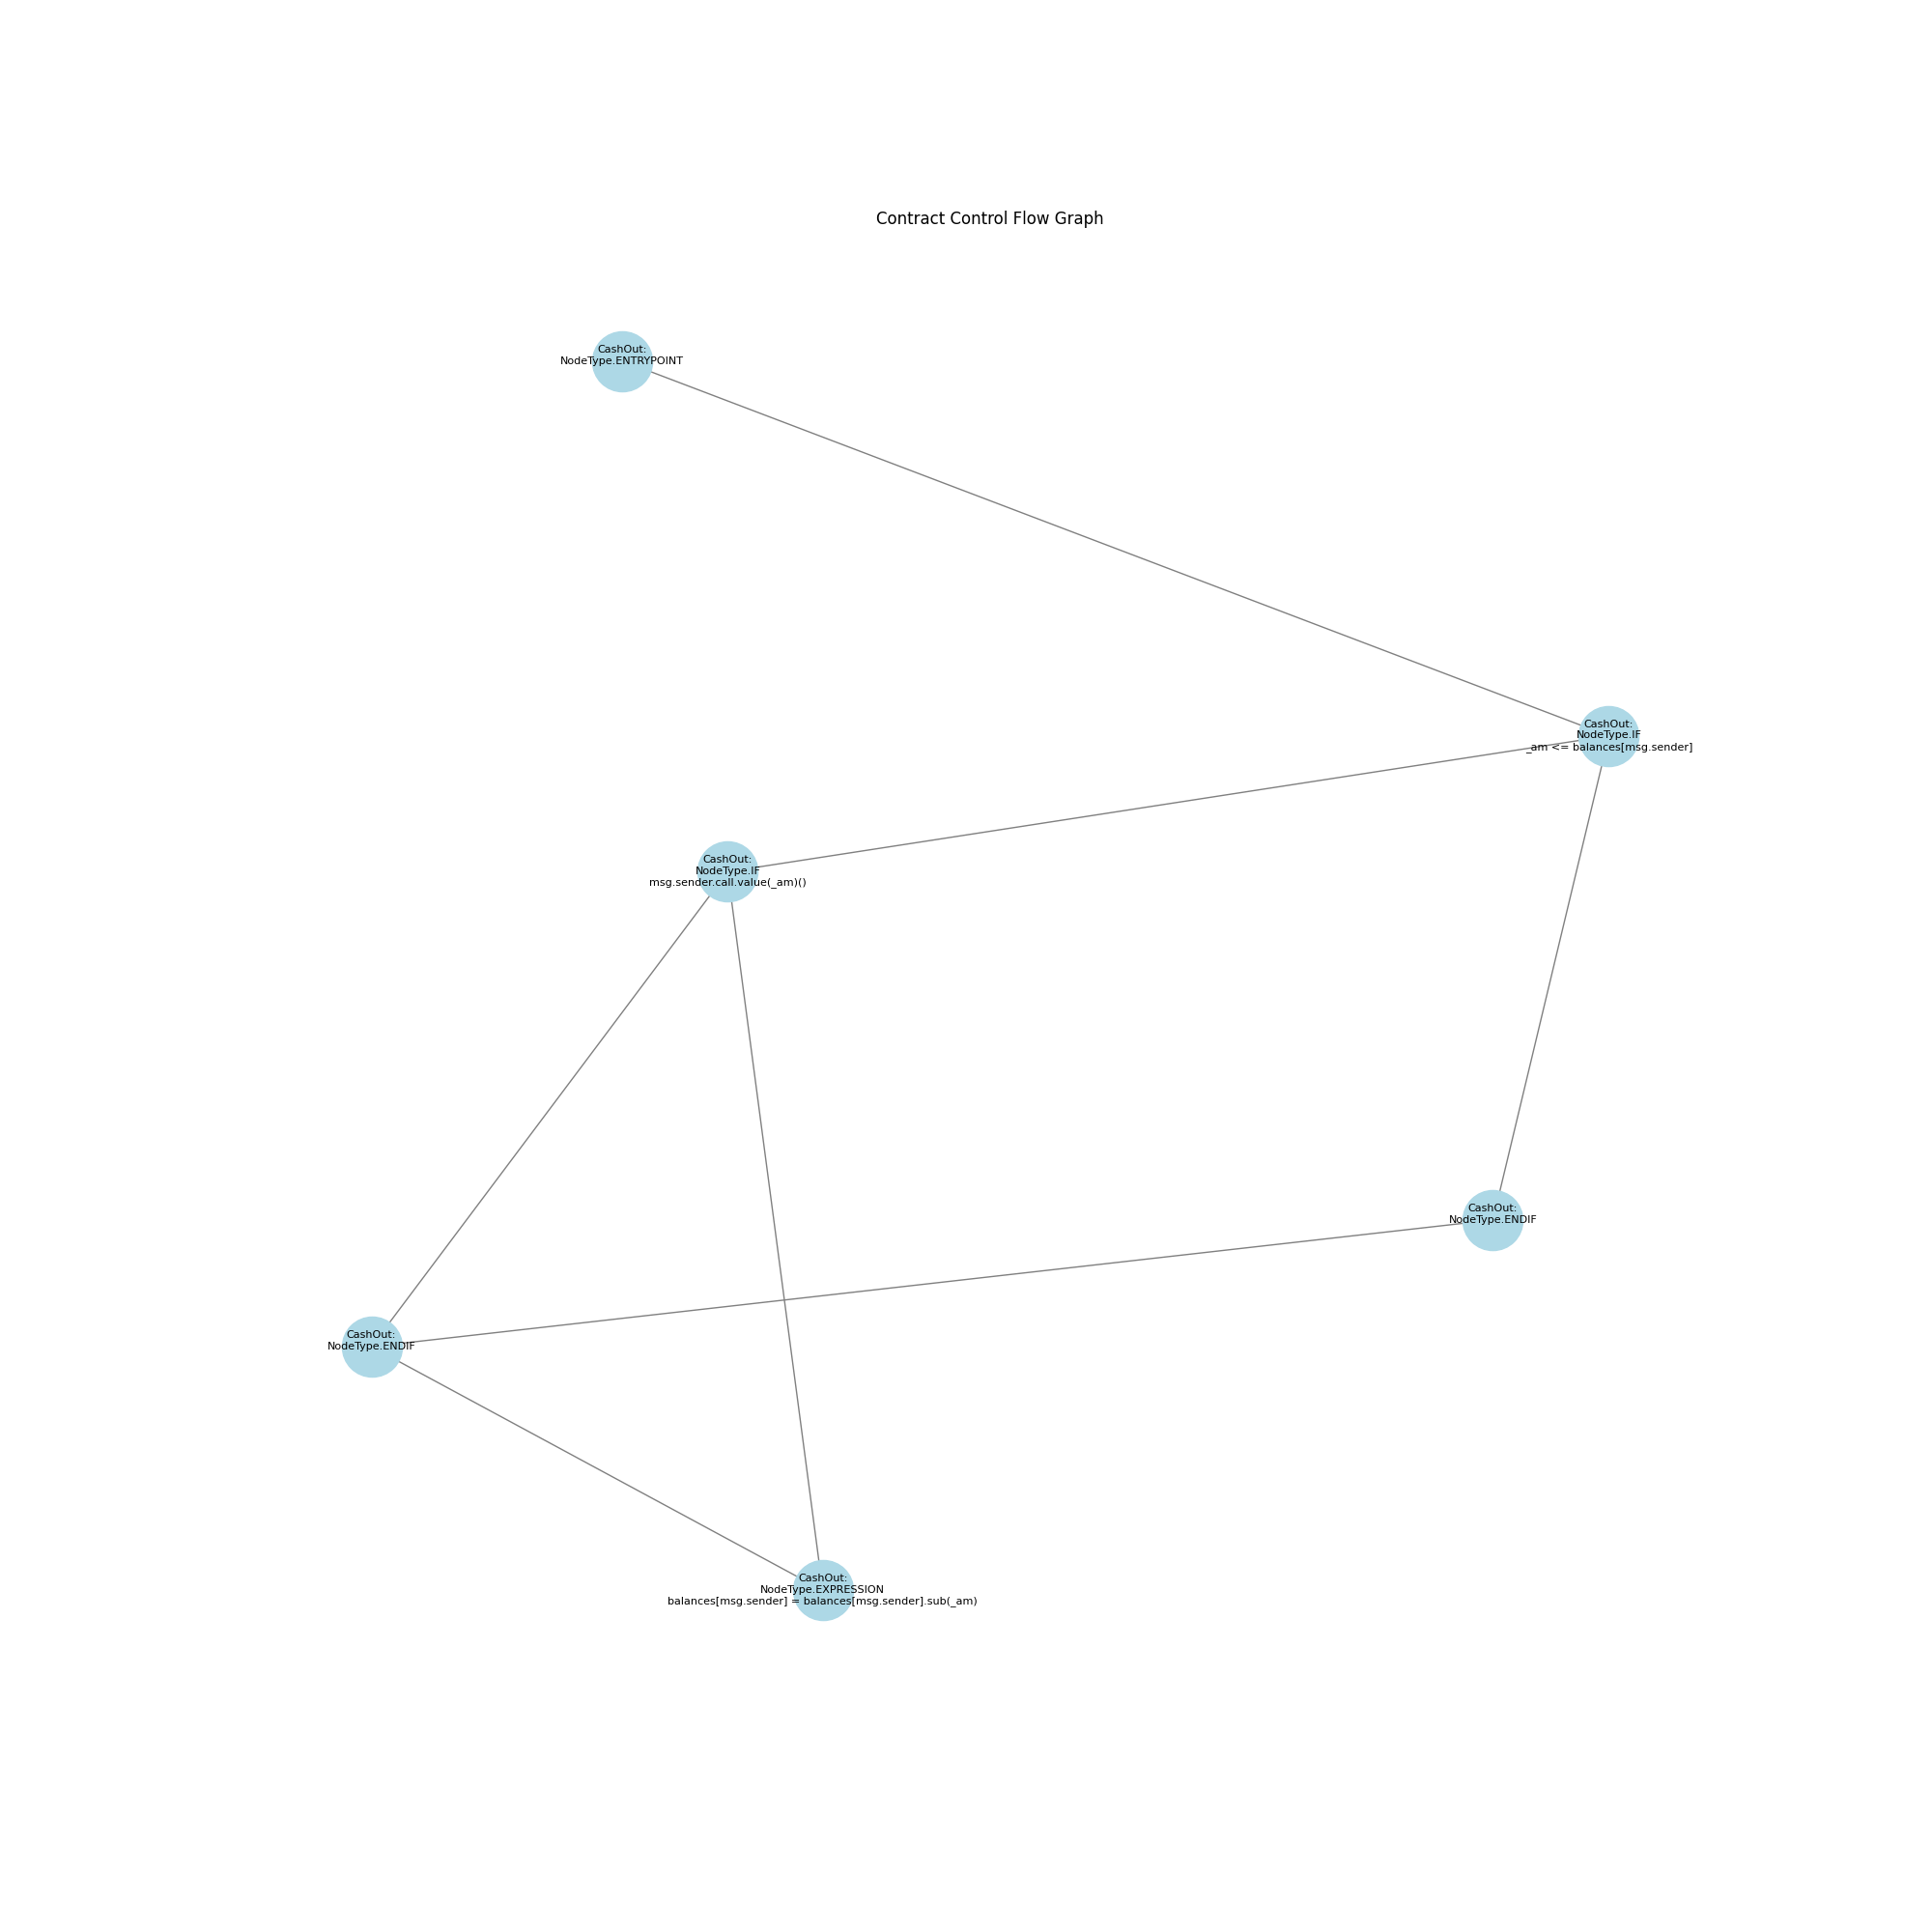 Contract Control Flow Graph
CashOut:
NodeType.ENTRYPOINT
CashOut:
NodeType.IF
_am <= balances[msg.sender]
CashOut:
NodeType.IF
msg.sender.call.value(_am)()
CashOut:
NodeType.ENDIF
CashOut:
NodeType.ENDIF
CashOut:
NodeType.EXPRESSION
balances[msg.sender] = balances[msg.sender].sub(_am)